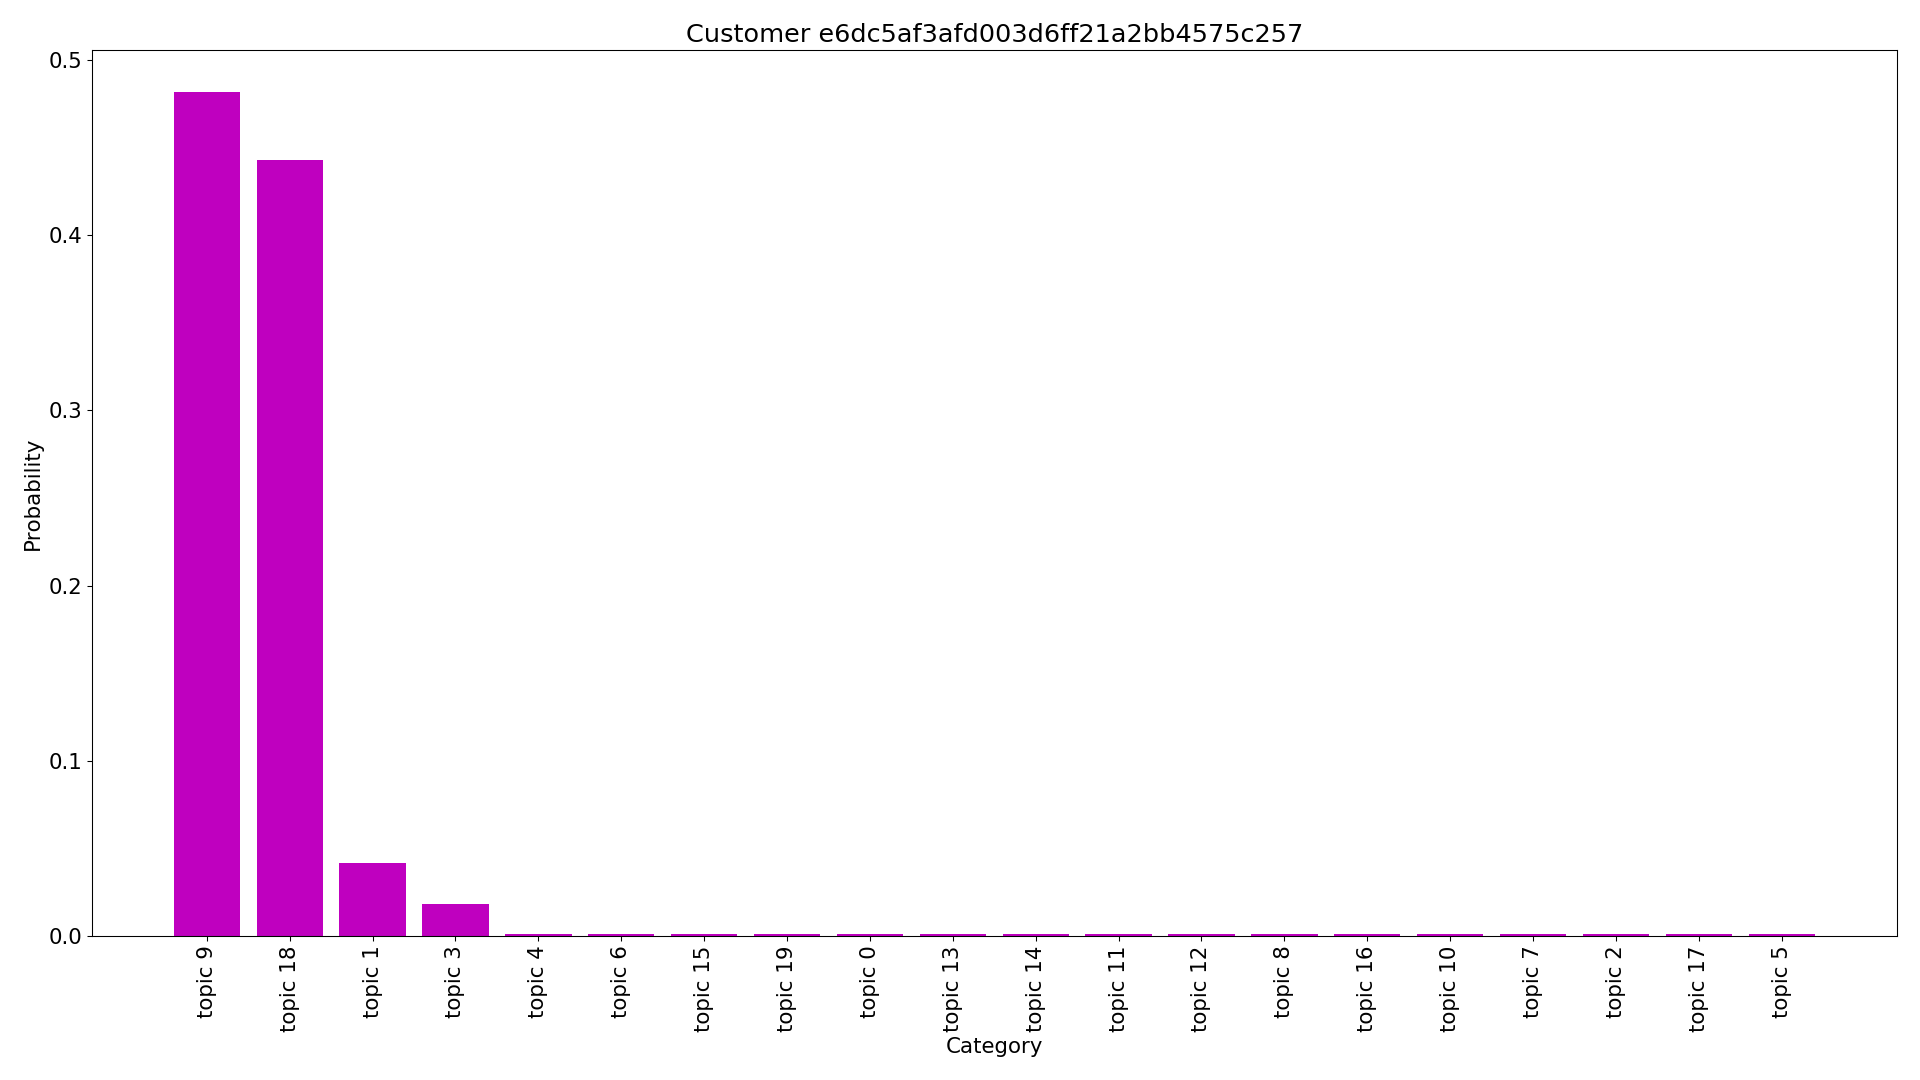 Customer e6dc5af3afd003d6ff21a2bb4575c257
0.5
0.4
0.3
0.2
0.1
0.0
Probability
topic 9
topic 18
topic 1
topic 3
topic 4
topic 6
topic 15
topic 19
topic 0
topic 13
topic 14
topic 11
topic 12
topic 8
topic 16
topic 10
topic 7
topic 2
topic 17
topic 5
Category